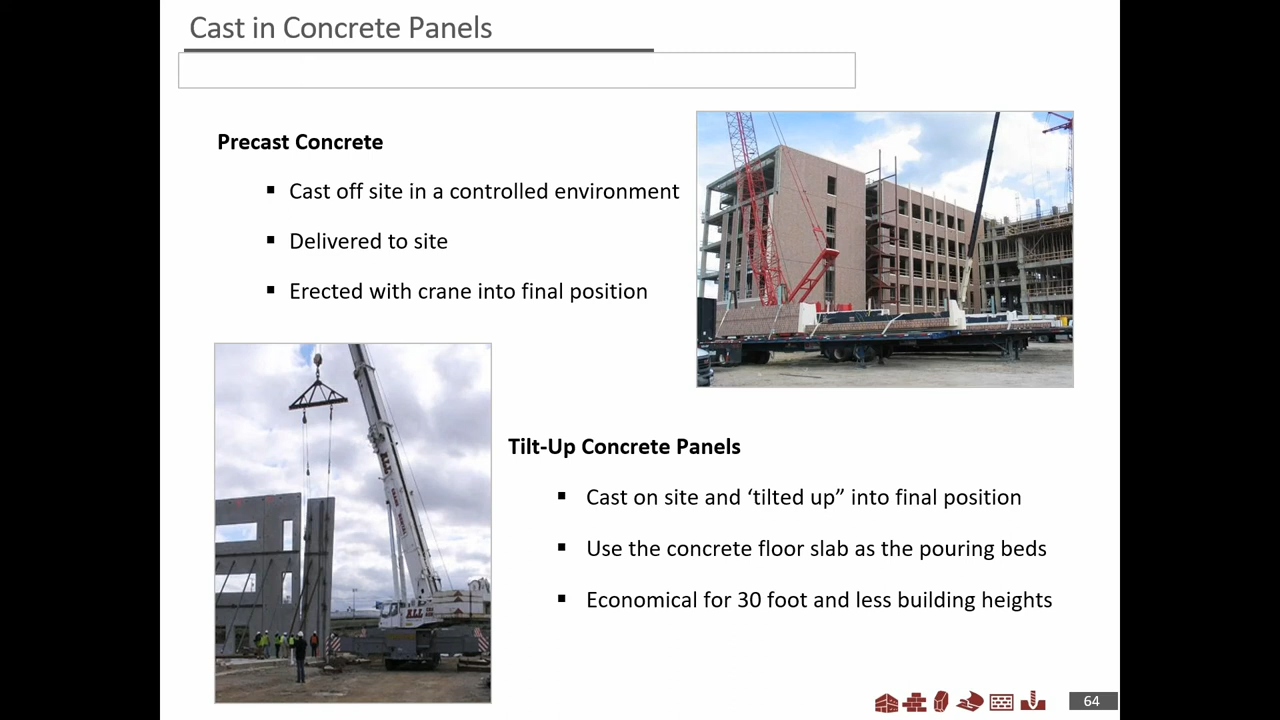 Cast in Concrete Panels
Precast Concrete
▪ Cast off site in a controlled environment
▪ Delivered to site
▪ Erected with crane into final position
KLL
KLL
Tilt-Up Concrete Panels
▪ Cast on site and ‘tilted up” into final position
▪ Use the concrete floor slab as the pouring beds
▪ Economical for 30 foot and less building heights
64